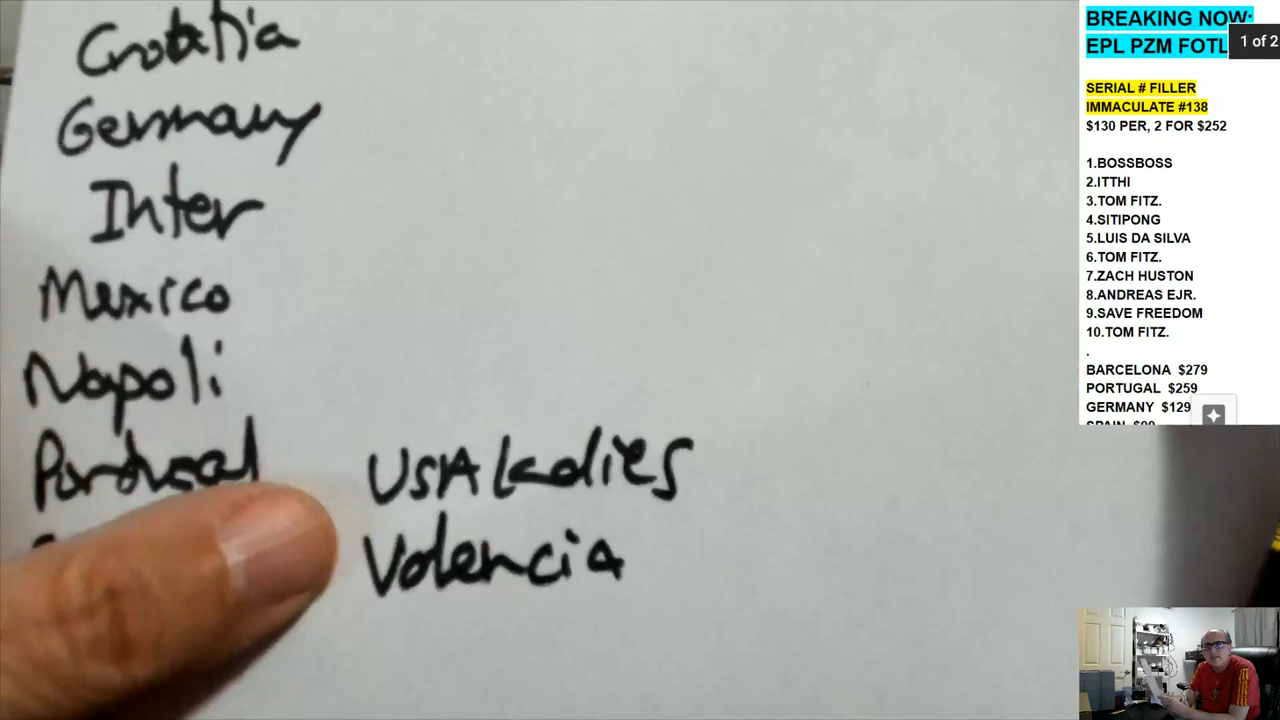 Croatia
Germany
Inter
Mexico
Napoli
Portugal
USA Ladies
Valencia
BREAKING NOW:
EPL PZM FOTL
1 of 2
SERIAL # FILLER
IMMACULATE #138
$130 PER, 2 FOR $252
1.BOSSBOSS
2.ITTHI
3.TOM FITZ.
4.SITIPONG
5.LUIS DA SILVA
6.TOM FITZ.
7.ZACH HUSTON
8.ANDREAS EJR.
9.SAVE FREEDOM
10.TOM FITZ.
.
BARCELONA $279
PORTUGAL $259
GERMANY $129
SPAIN $99